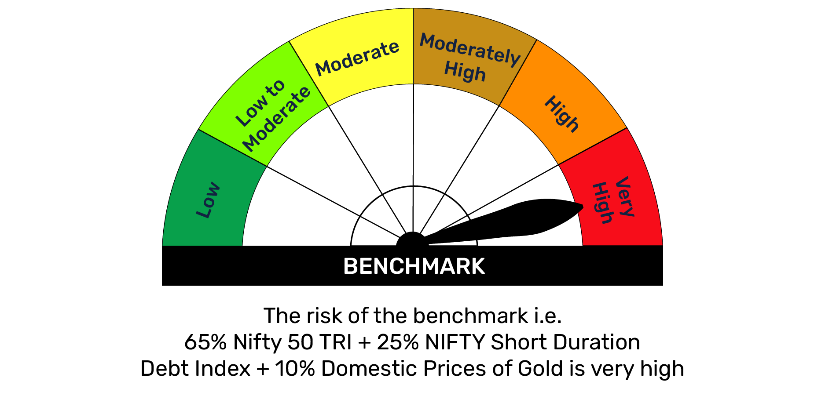 Low
Low to
Moderate
Moderate
Moderately
High
High
Very
High
BENCHMARK
The risk of the benchmark i.e.
65% Nifty 50 TRI + 25% NIFTY Short Duration
Debt Index + 10% Domestic Prices of Gold is very high